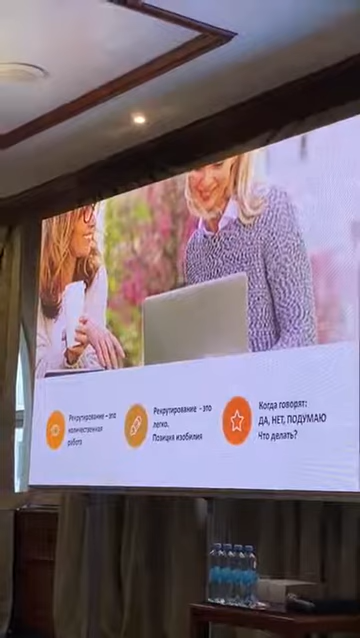 Рекрутирование – это
количественная
работа
Рекрутирование – это
легко.
Позиция изобилия
Когда говорят:
ДА, НЕТ, ПОДУМАЮ
Что делать?